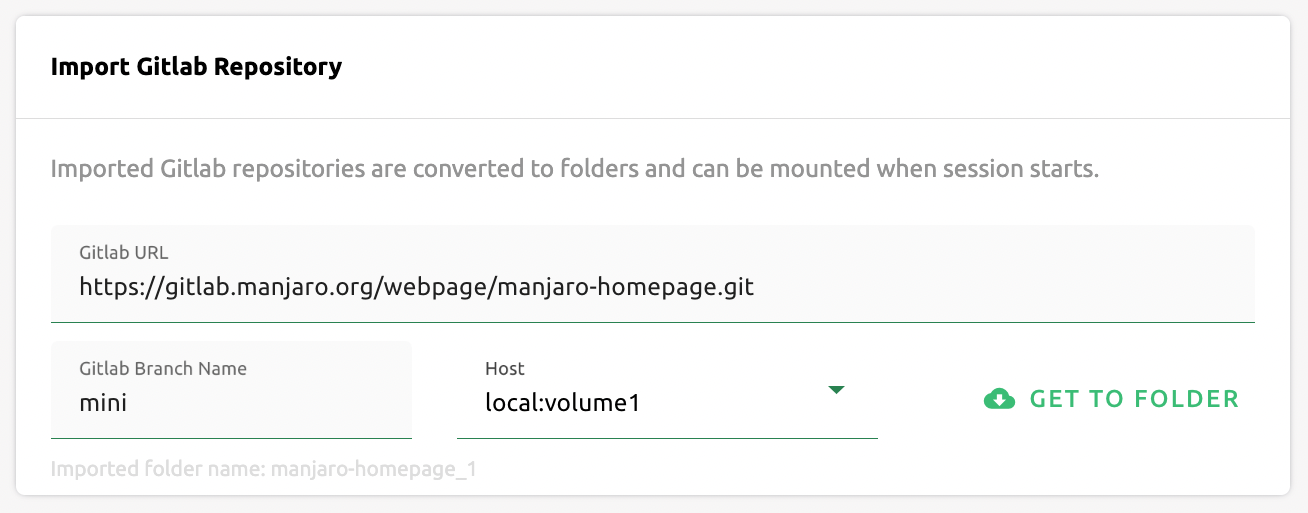 Import Gitlab Repository
Imported Gitlab repositories are converted to folders and can be mounted when session starts.
Gitlab URL
https://gitlab.manjaro.org/webpage/manjaro-homepage.git
Gitlab Branch Name
mini
Host
local:volume1
GET TO FOLDER
Imported folder name: manjaro-homepage_1